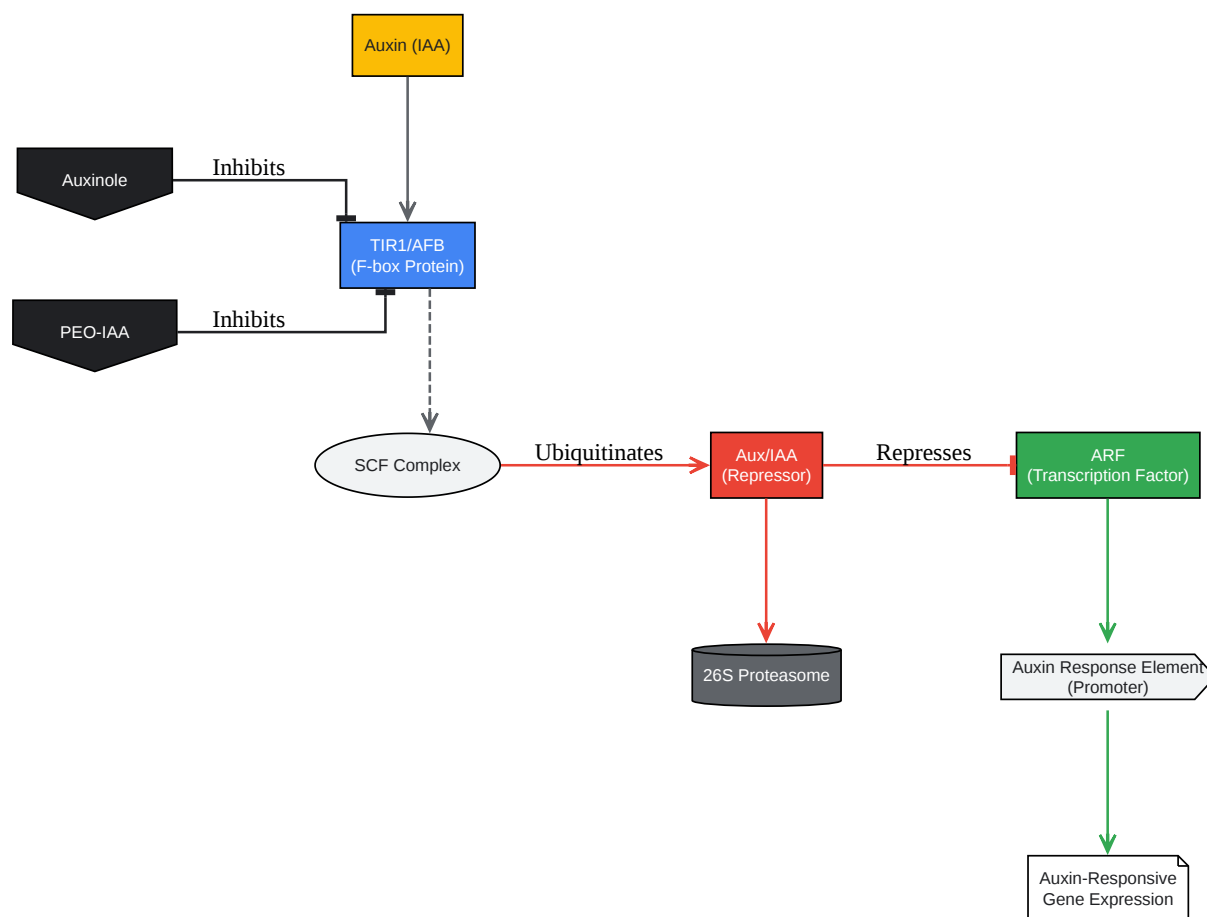 Auxin (IAA)
Auxinole
Inhibits
TIR1/AFB
(F-box Protein)
PEO-IAA
Inhibits
SCF Complex
Ubiquitinates
Aux/IAA
(Repressor)
Represses
ARF
(Transcription Factor)
26S Proteasome
Auxin Response Element
(Promoter)
Auxin-Responsive
Gene Expression